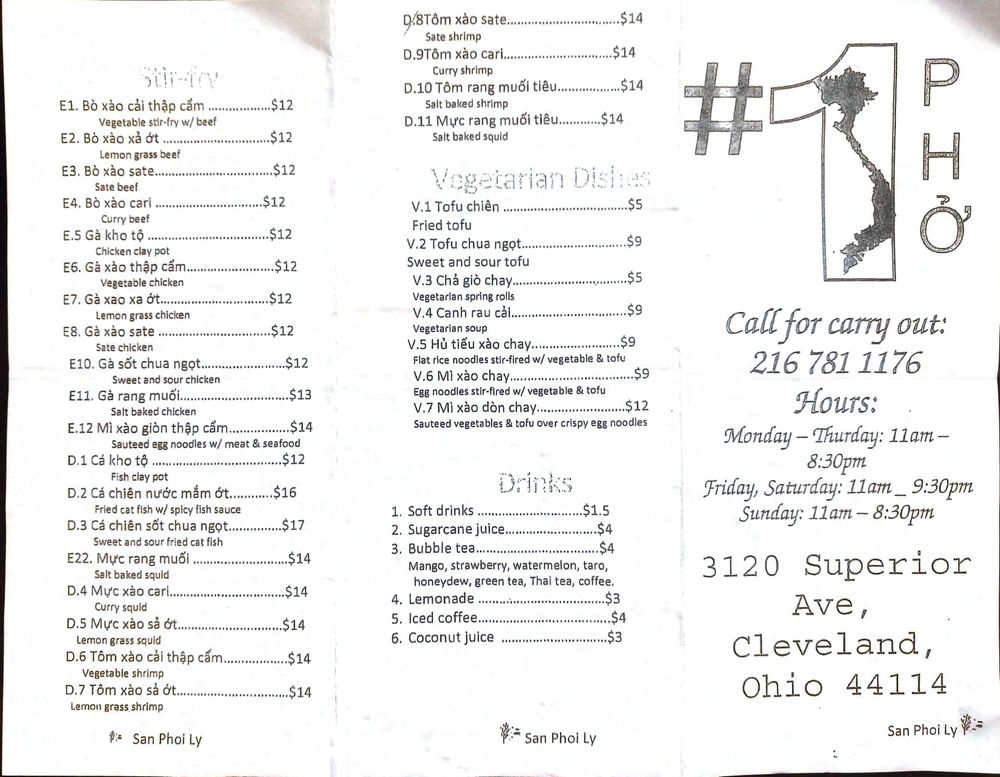 Stir-fry
E1. Bò xào cải thập cẩm ..................$12
Vegetable stir-fry w/ beef
E2. Bò xào xả ớt...........................$12
Lemon grass beef
E3. Bò xào sate............................$12
Sate beef
E4. Bò xào cari ..........................$12
Curry beef
E.5 Gà kho tộ ............................$12
Chicken clay pot
E6. Gà xào thập cẩm....................$12
Vegetable chicken
E7. Gà xao xa ớt..........................$12
Lemon grass chicken
E8. Gà xào sate ..........................$12
Sate chicken
E10. Gà sốt chua ngọt....................$12
Sweet and sour chicken
E11. Gà rang muối..........................$13
Salt baked chicken
E.12 Mì xào giòn thập cẩm..............$14
Sauteed egg noodles w/ meat & seafood
D.1 Cá kho tộ ...............................$12
Fish clay pot
D.2 Cá chiên nước mắm ớt...........$16
Fried cat fish w/ spicy fish sauce
D.3 Cá chiên sốt chua ngọt.............$17
Sweet and sour fried cat fish
E22. Mực rang muối ......................$14
Salt baked squid
D.4 Mực xào cari..........................$14
Curry squid
D.5 Mực xào sả ớt.........................$14
Lemon grass squid
D.6 Tôm xào cải thập cẩm..............$14
Vegetable shrimp
D.7 Tôm xào sả ớt..........................$14
Lemon grass shrimp
San Phoi Ly
D.8Tôm xào sate............................$14
Sate shrimp
D.9Tôm xào cari..........................$14
Curry shrimp
D.10 Tôm rang muối tiêu................$14
Salt baked shrimp
D.11 Mực rang muối tiêu............$14
Salt baked squid
Vegetarian Dishes
V.1 Tofu chiên ..............................$5
Fried tofu
V.2 Tofu chua ngọt..........................$9
Sweet and sour tofu
V.3 Chả giò chay..........................$5
Vegetarian spring rolls
V.4 Canh rau cải...........................$9
Vegetarian soup
V.5 Hủ tiếu xào chay......................$9
Flat rice noodles stir-fired w/ vegetable & tofu
V.6 Mì xào chay.............................$9
Egg noodles stir-fired w/ vegetable & tofu
V.7 Mì xào dòn chay......................$12
Sauteed vegetables & tofu over crispy egg noodles
Drinks
1. Soft drinks ..........................$1.5
2. Sugarcane juice......................$4
3. Bubble tea..............................$4
Mango, strawberry, watermelon, taro,
honeydew, green tea, Thai tea, coffee.
4. Lemonade ..............................$3
5. Iced coffee................................$4
6. Coconut juice ..........................$3
San Phoi Ly
#1 PHỞ
Call for carry out:
216 781 1176
Hours:
Monday – Thurday: 11am –
8:30pm
Friday, Saturday: 11am _ 9:30pm
Sunday: 11am – 8:30pm
3120 Superior
Ave,
Cleveland,
Ohio 44114
San Phoi Ly